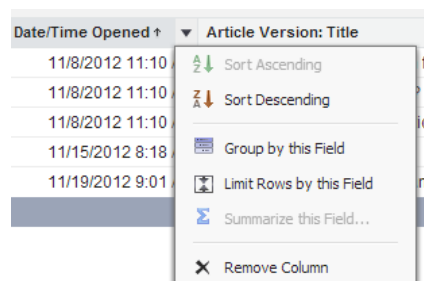 Date/Time Opened ↑ ▼ Article Version: Title
11/8/2012 11:10
11/8/2012 11:10
11/8/2012 11:10
11/15/2012 8:18
11/19/2012 9:01
Sort Ascending
Sort Descending
Group by this Field
Limit Rows by this Field
Summarize this Field...
Remove Column